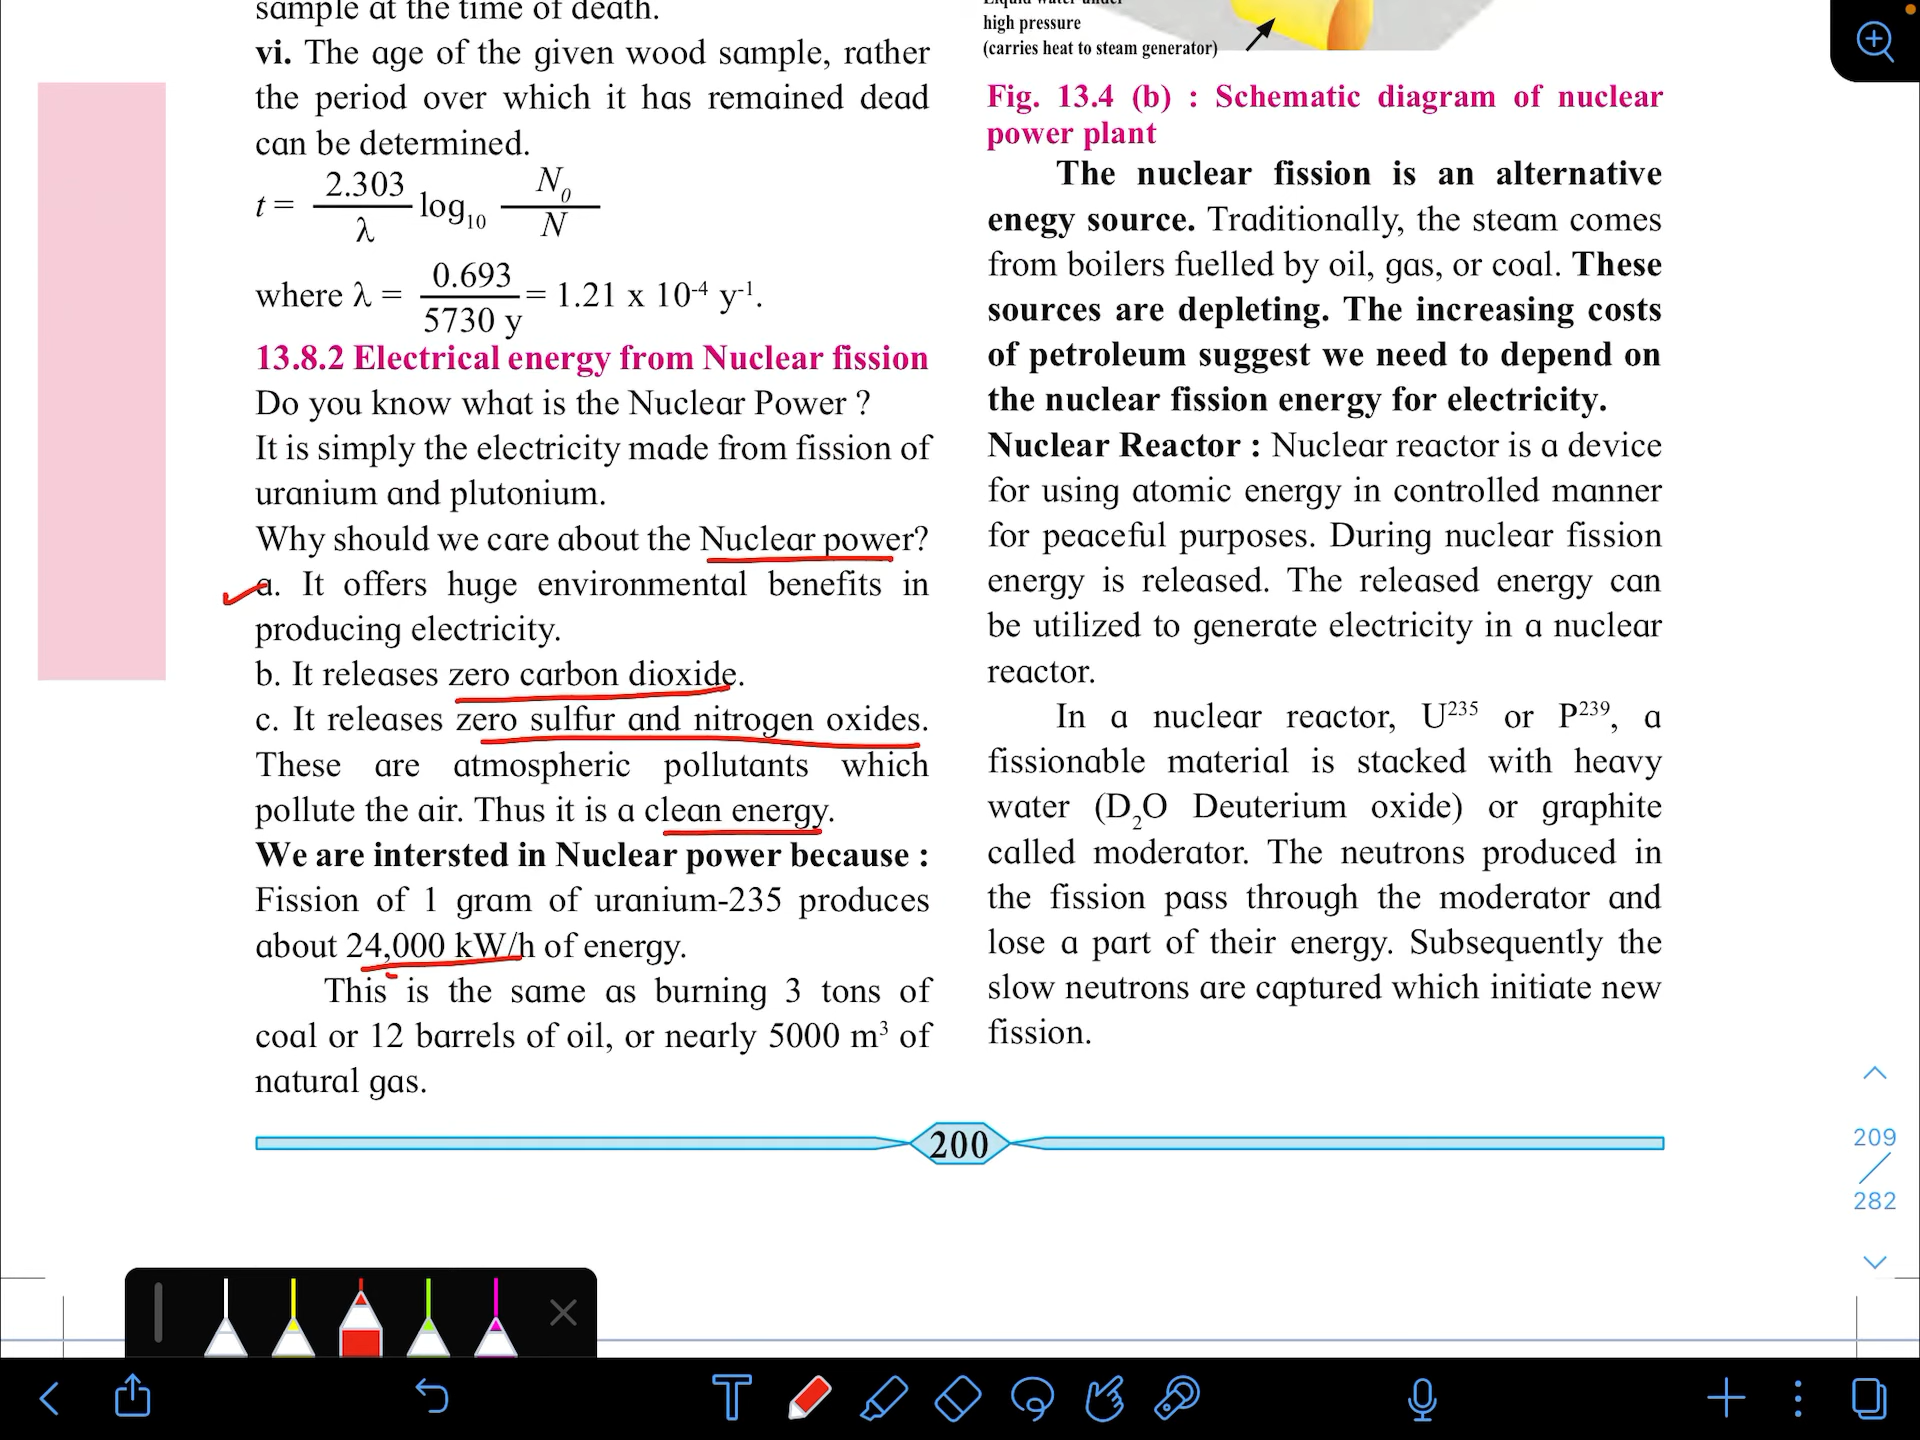 sample at the time of death.
vi. The age of the given wood sample, rather
the period over which it has remained dead
can be determined.
t = 2.303 / λ log₁₀ N₀ / N
where λ = 0.693 / 5730 y = 1.21 x 10⁻⁴ y⁻¹.
13.8.2 Electrical energy from Nuclear fission
Do you know what is the Nuclear Power ?
It is simply the electricity made from fission of
uranium and plutonium.
Why should we care about the Nuclear power?
a. It offers huge environmental benefits in
producing electricity.
b. It releases zero carbon dioxide.
c. It releases zero sulfur and nitrogen oxides.
These are atmospheric pollutants which
pollute the air. Thus it is a clean energy.
We are intersted in Nuclear power because :
Fission of 1 gram of uranium-235 produces
about 24,000 kW/h of energy.
This is the same as burning 3 tons of
coal or 12 barrels of oil, or nearly 5000 m³ of
natural gas.
Liquid water under
high pressure
(carries heat to steam generator)
Fig. 13.4 (b) : Schematic diagram of nuclear
power plant
The nuclear fission is an alternative
enegy source. Traditionally, the steam comes
from boilers fuelled by oil, gas, or coal. These
sources are depleting. The increasing costs
of petroleum suggest we need to depend on
the nuclear fission energy for electricity.
Nuclear Reactor : Nuclear reactor is a device
for using atomic energy in controlled manner
for peaceful purposes. During nuclear fission
energy is released. The released energy can
be utilized to generate electricity in a nuclear
reactor.
In a nuclear reactor, U²³⁵ or P²³⁹, a
fissionable material is stacked with heavy
water (D₂O Deuterium oxide) or graphite
called moderator. The neutrons produced in
the fission pass through the moderator and
lose a part of their energy. Subsequently the
slow neutrons are captured which initiate new
fission.
200
209
282